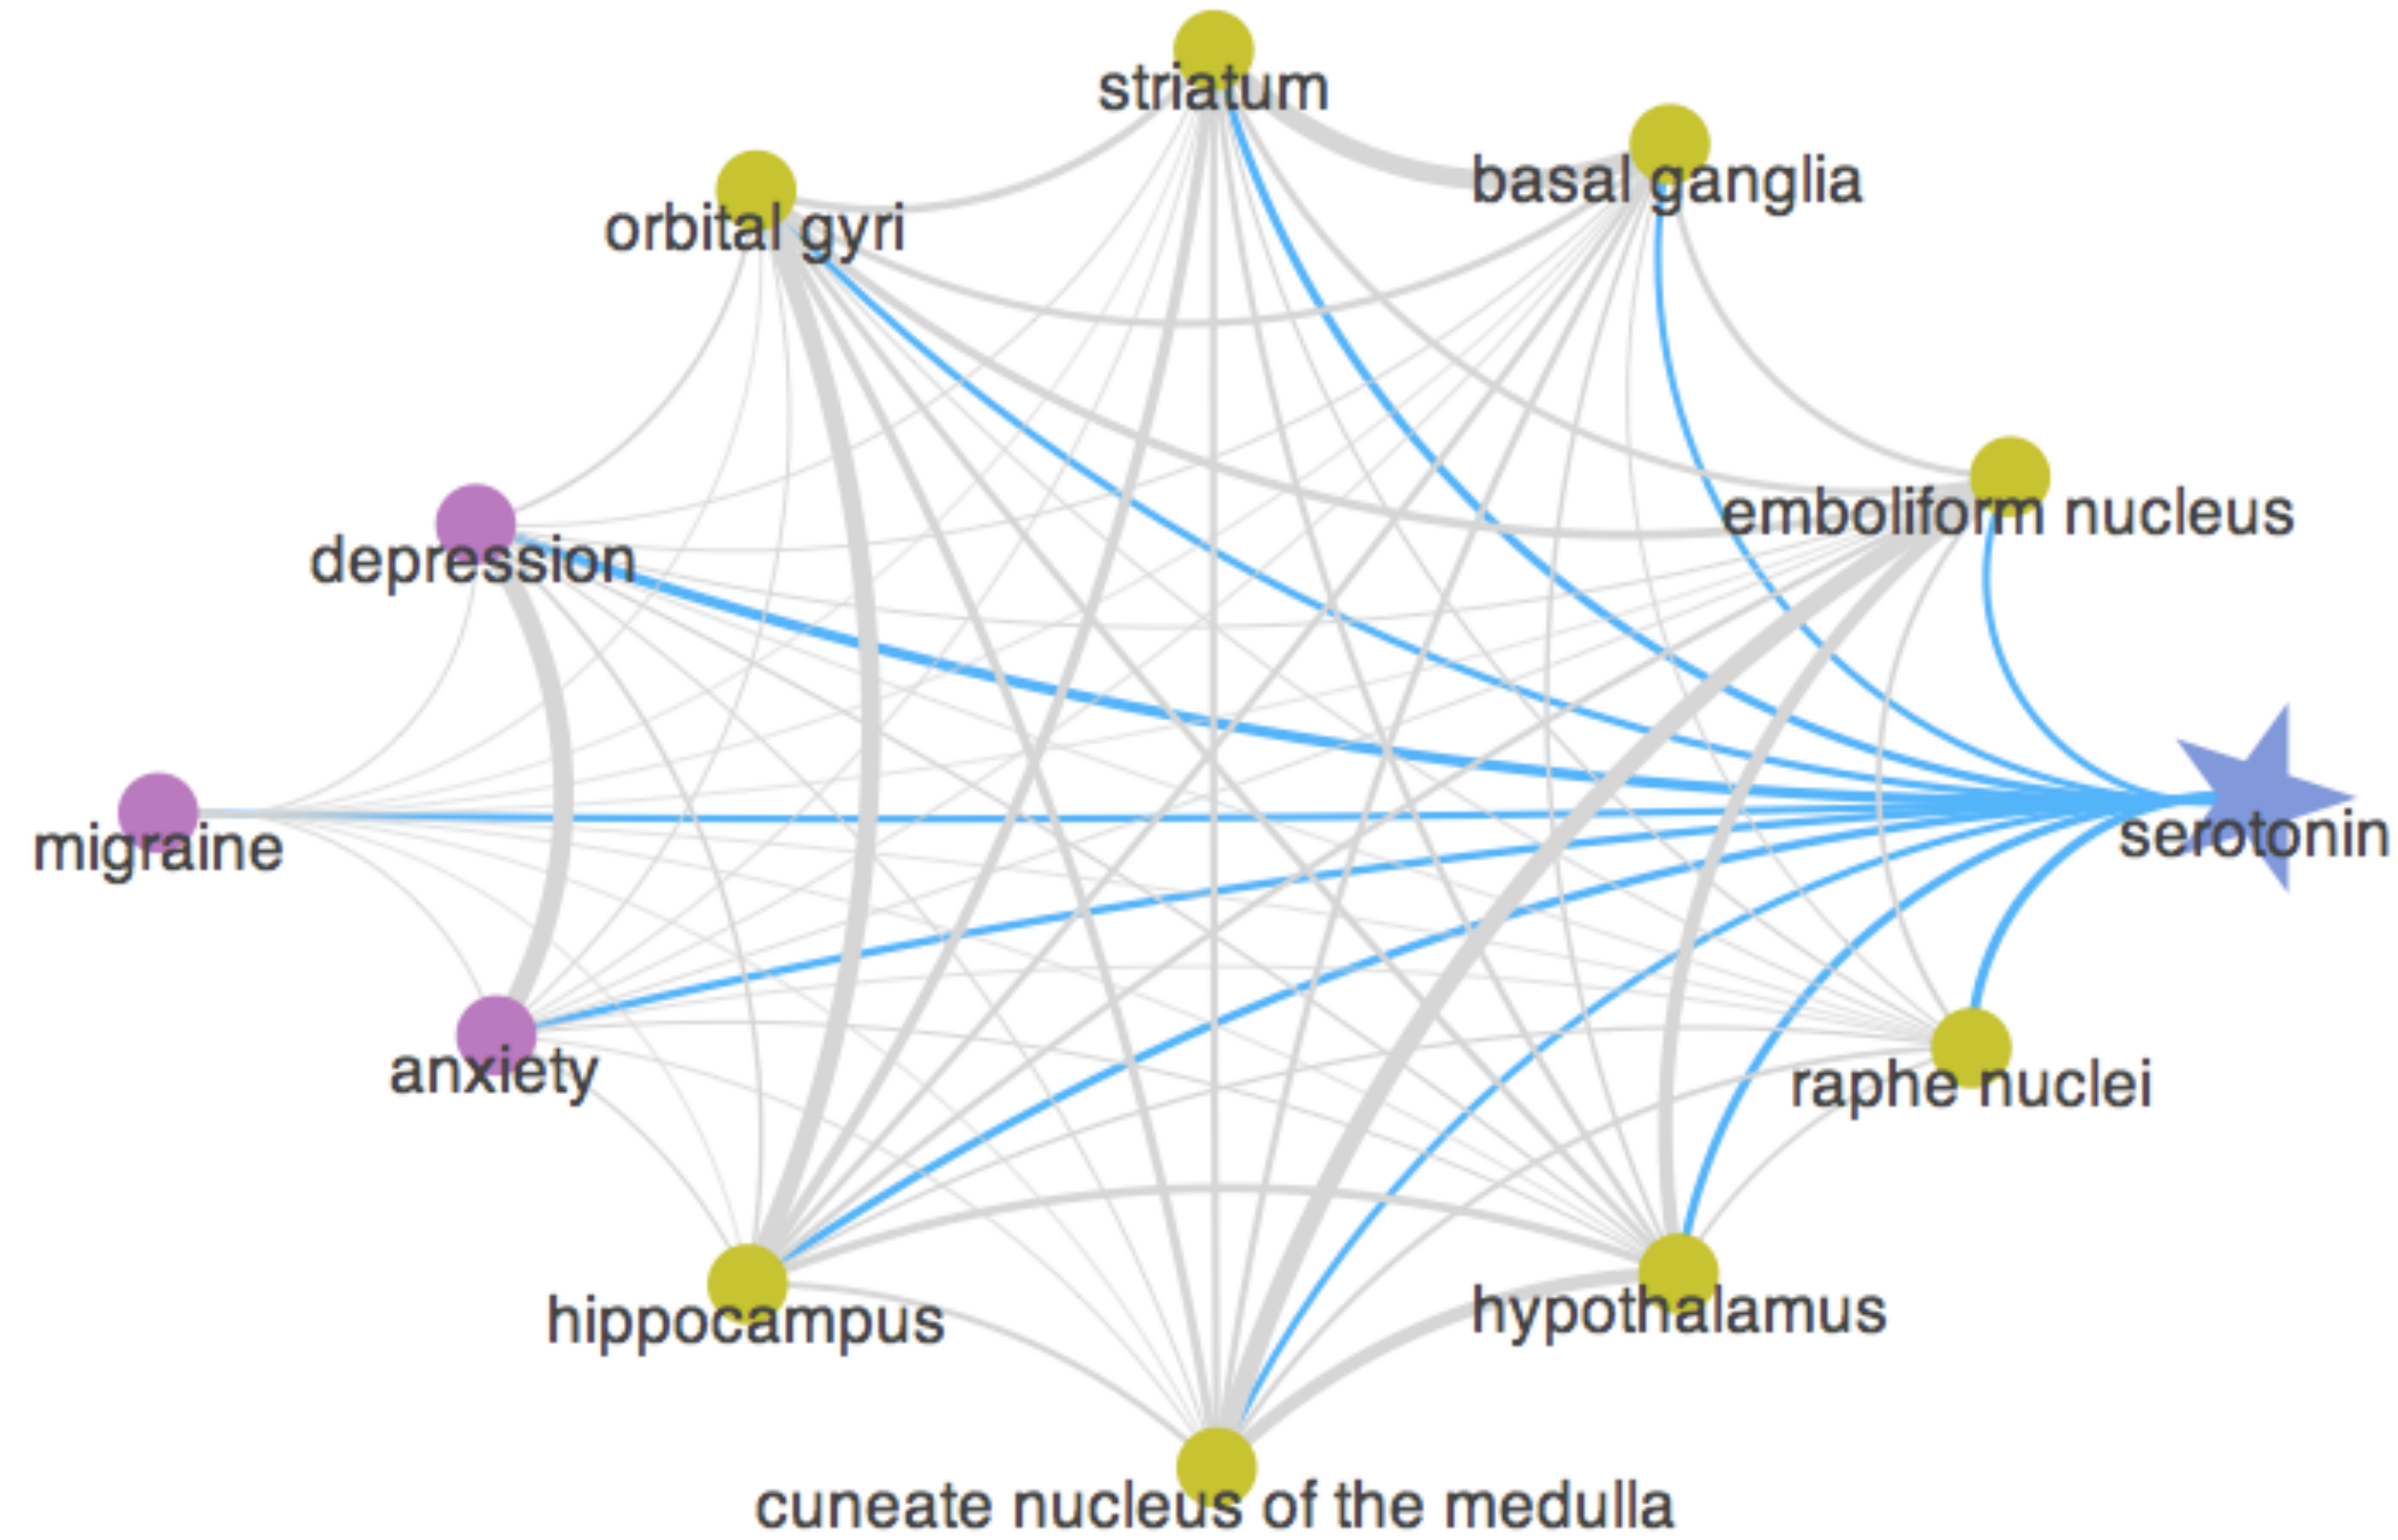 striatum
basal ganglia
orbital gyri
emboliform nucleus
depression
serotonin
migraine
anxiety
raphe nuclei
hippocampus
hypothalamus
cuneate nucleus of the medulla